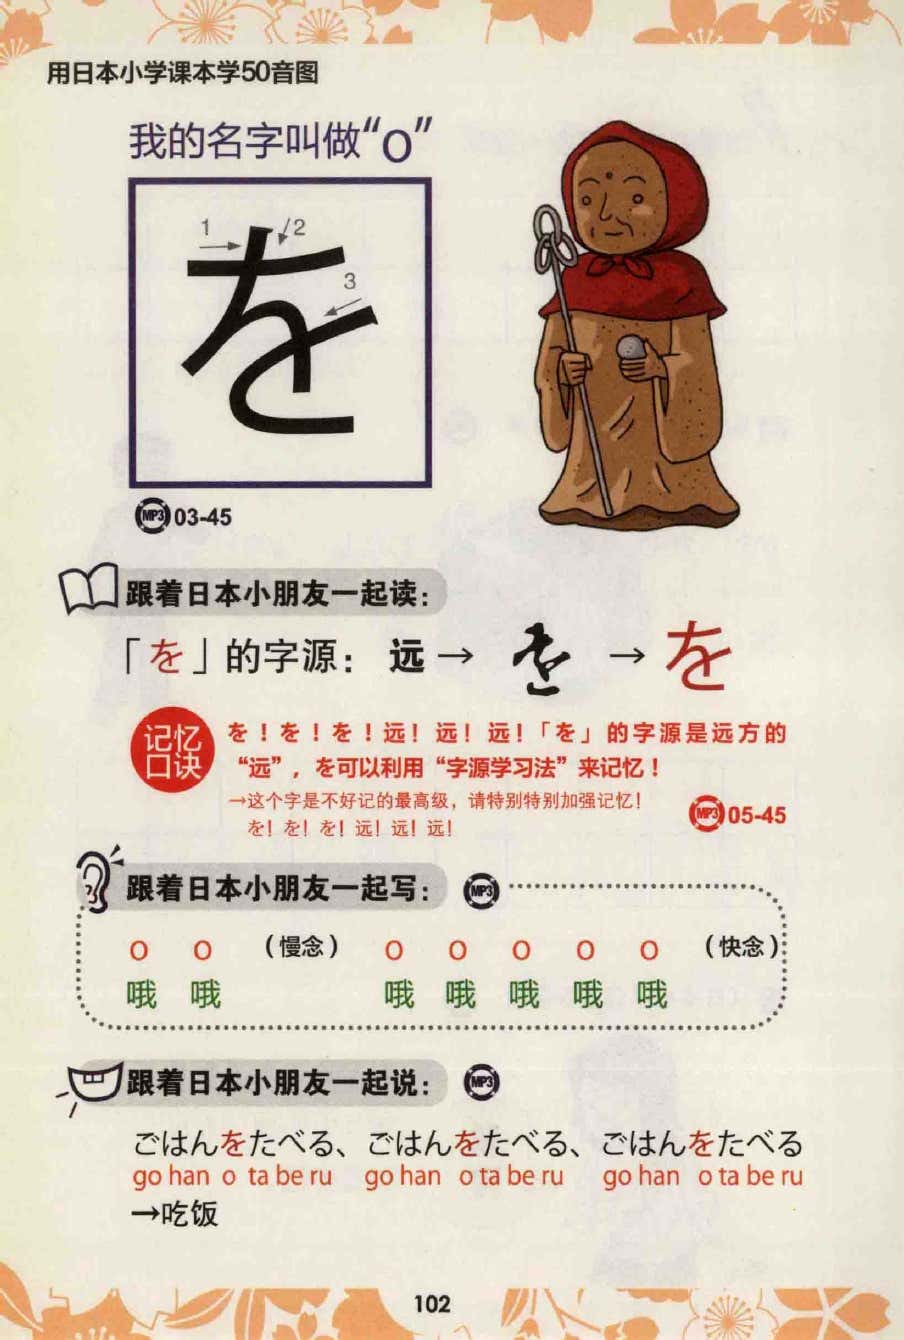 用日本小学课本学50音图
我的名字叫做“o”
1 2
3
を
MP3 03-45
跟着日本小朋友一起读：
「を」的字源：远→を→を
记忆口诀
を！を！を！远！远！远！「を」的字源是远方的
“远”，を可以利用“字源学习法”来记忆！
→这个字是不好记的最高级，请特别特别加强记忆！
を！を！を！远！远！远！
MP3 05-45
跟着日本小朋友一起写：MP3
o o （慢念） o o o o o （快念）
哦 哦 哦 哦 哦 哦 哦
跟着日本小朋友一起说：MP3
ごはんをたべる、ごはんをたべる、ごはんをたべる
go han o ta be ru go han o ta be ru go han o ta be ru
→吃饭
102